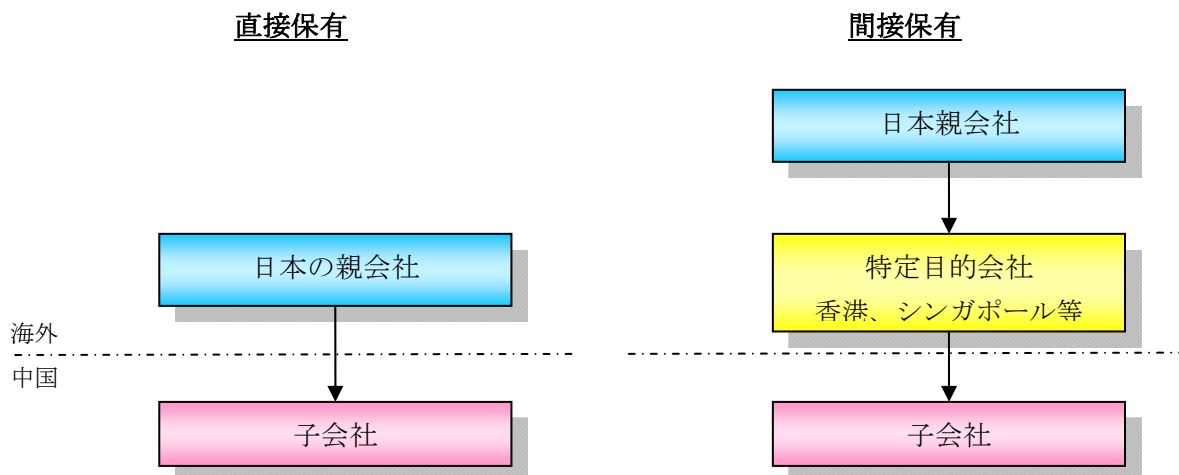 直接保有
間接保有
日本親会社
日本の親会社
特定目的会社
香港、シンガポール等
海外
中国
子会社
子会社